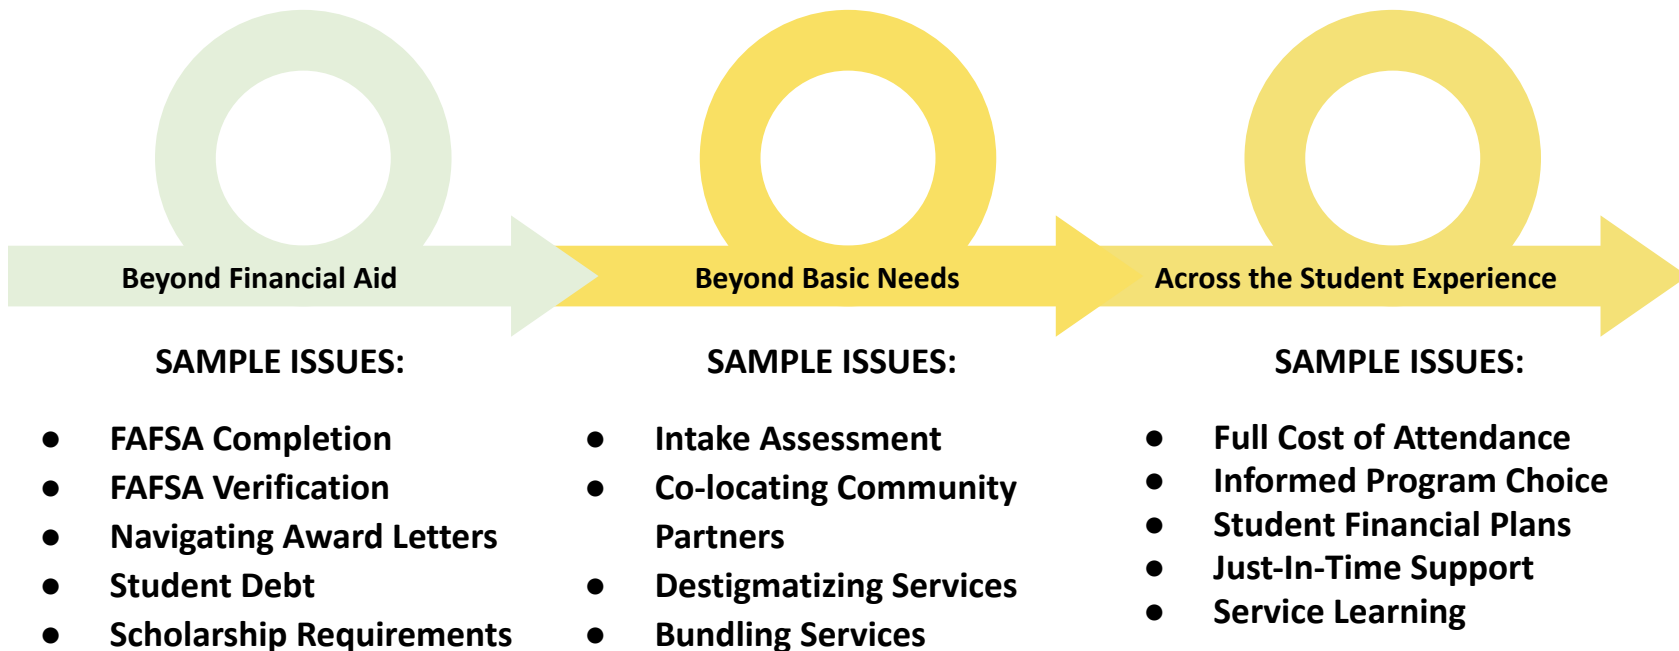 Beyond Financial Aid
SAMPLE ISSUES:
● FAFSA Completion
● FAFSA Verification
● Navigating Award Letters
● Student Debt
● Scholarship Requirements
Beyond Basic Needs
SAMPLE ISSUES:
● Intake Assessment
● Co-locating Community
Partners
● Destigmatizing Services
● Bundling Services
Across the Student Experience
SAMPLE ISSUES:
● Full Cost of Attendance
● Informed Program Choice
● Student Financial Plans
● Just-In-Time Support
● Service Learning